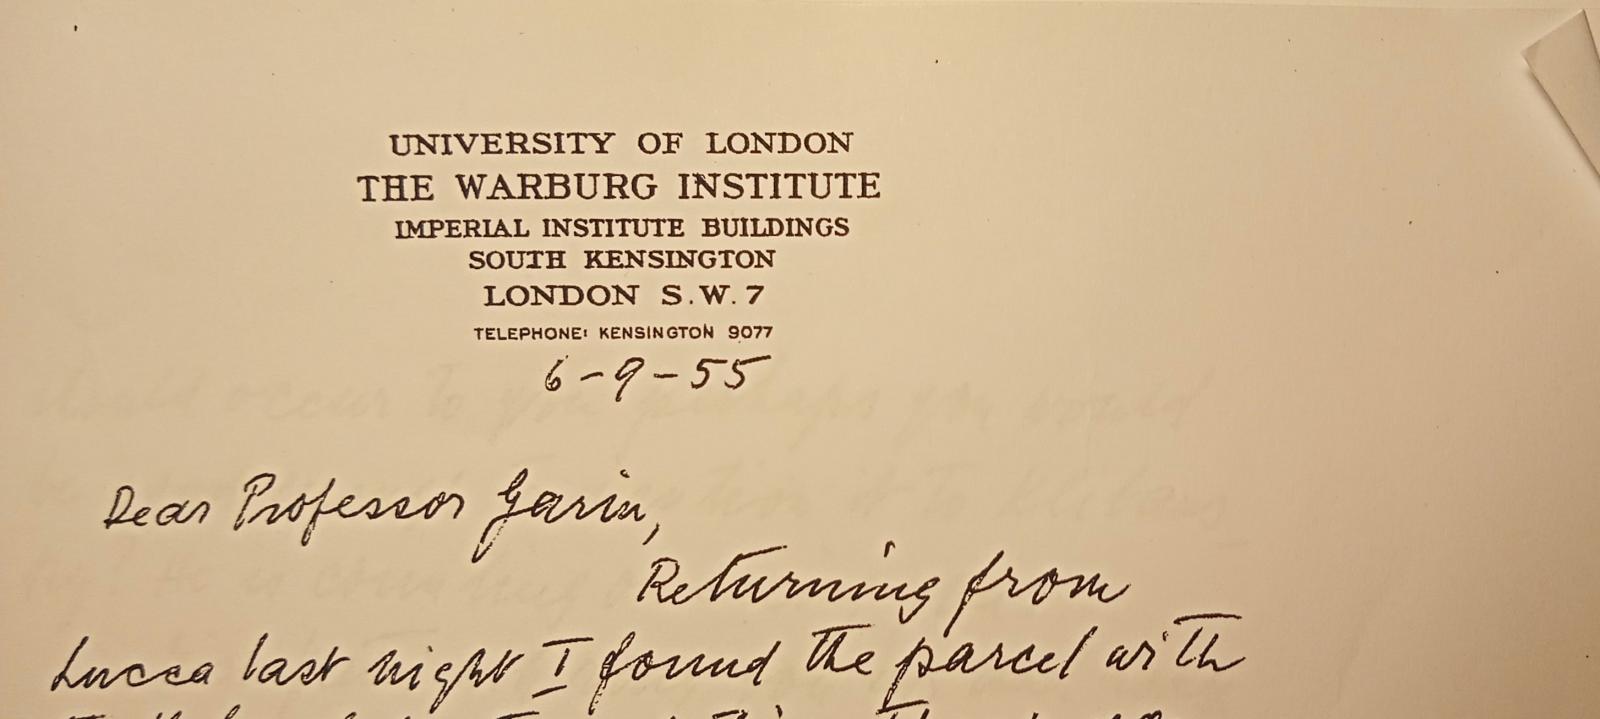 UNIVERSITY OF LONDON
THE WARBURG INSTITUTE
IMPERIAL INSTITUTE BUILDINGS
SOUTH KENSINGTON
LONDON S.W.7
TELEPHONE: KENSINGTON 9077
6-9-55
Dear Professor Garin,
Returning from
Lucca last night I found the parcel with